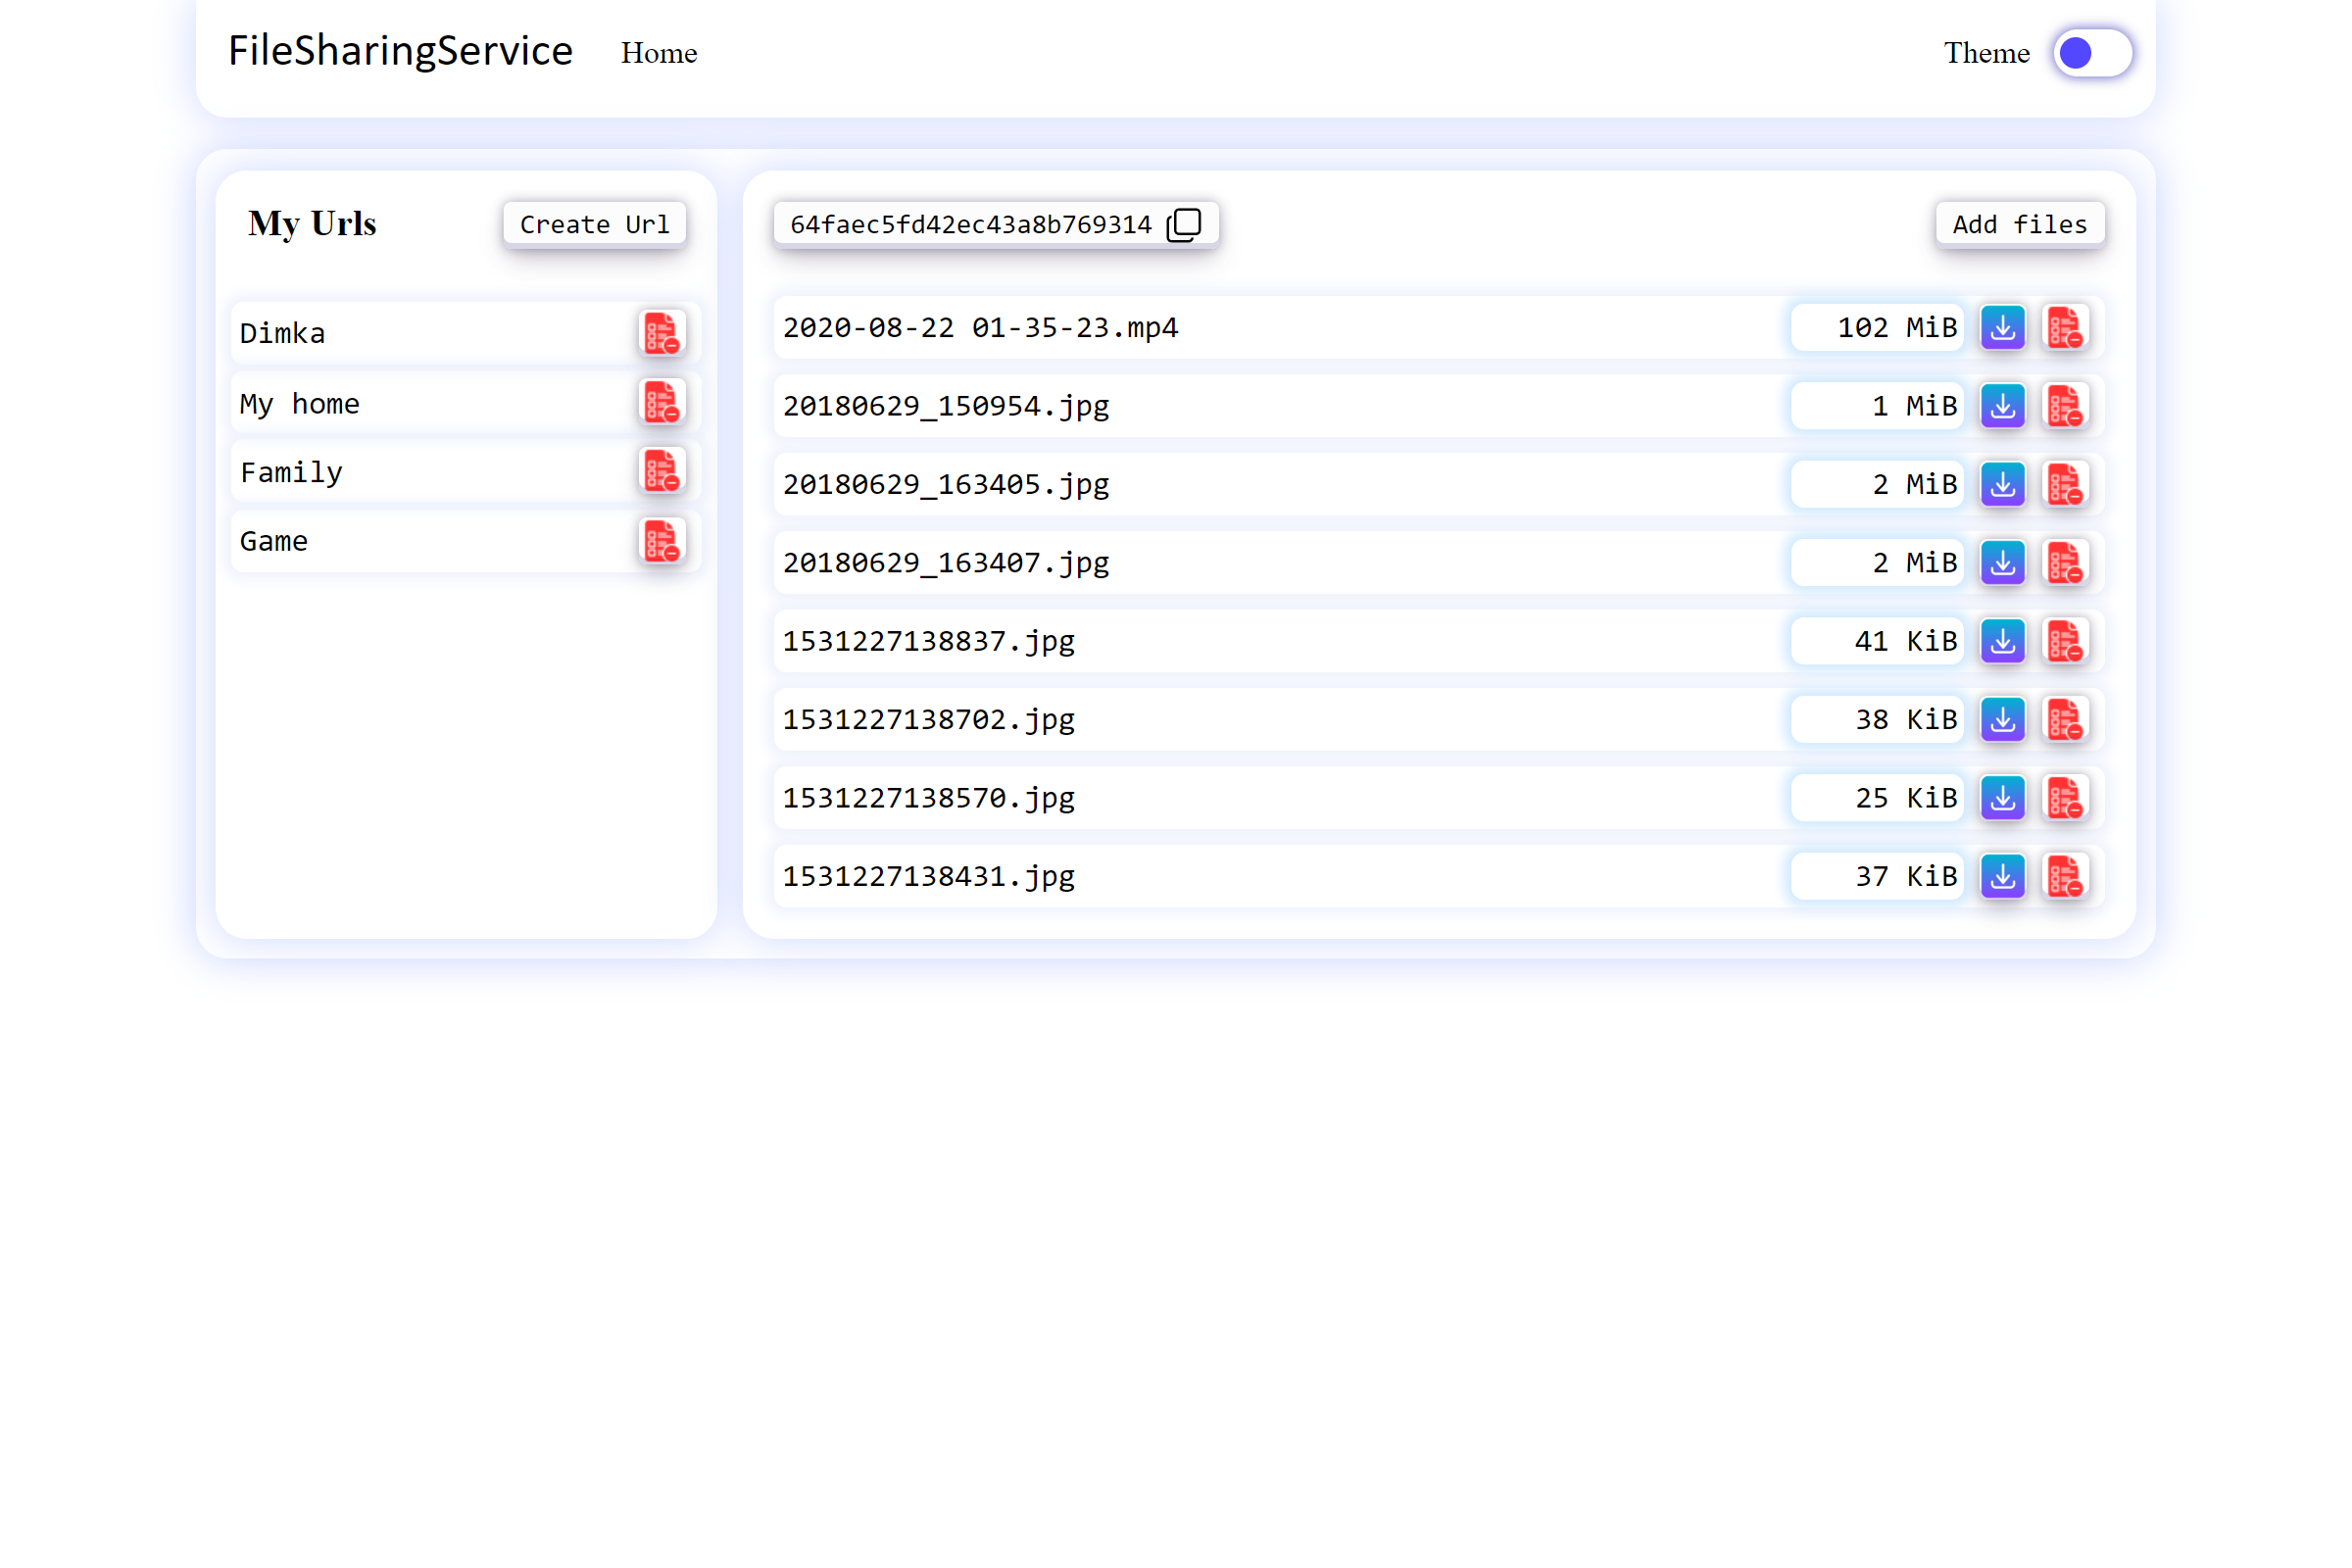 FileSharingService Home Theme
My Urls Create Url
Dimka
My home
Family
Game
64faec5fd42ec43a8b769314 Add files
2020-08-22 01-35-23.mp4 102 MiB
20180629_150954.jpg 1 MiB
20180629_163405.jpg 2 MiB
20180629_163407.jpg 2 MiB
1531227138837.jpg 41 KiB
1531227138702.jpg 38 KiB
1531227138570.jpg 25 KiB
1531227138431.jpg 37 KiB